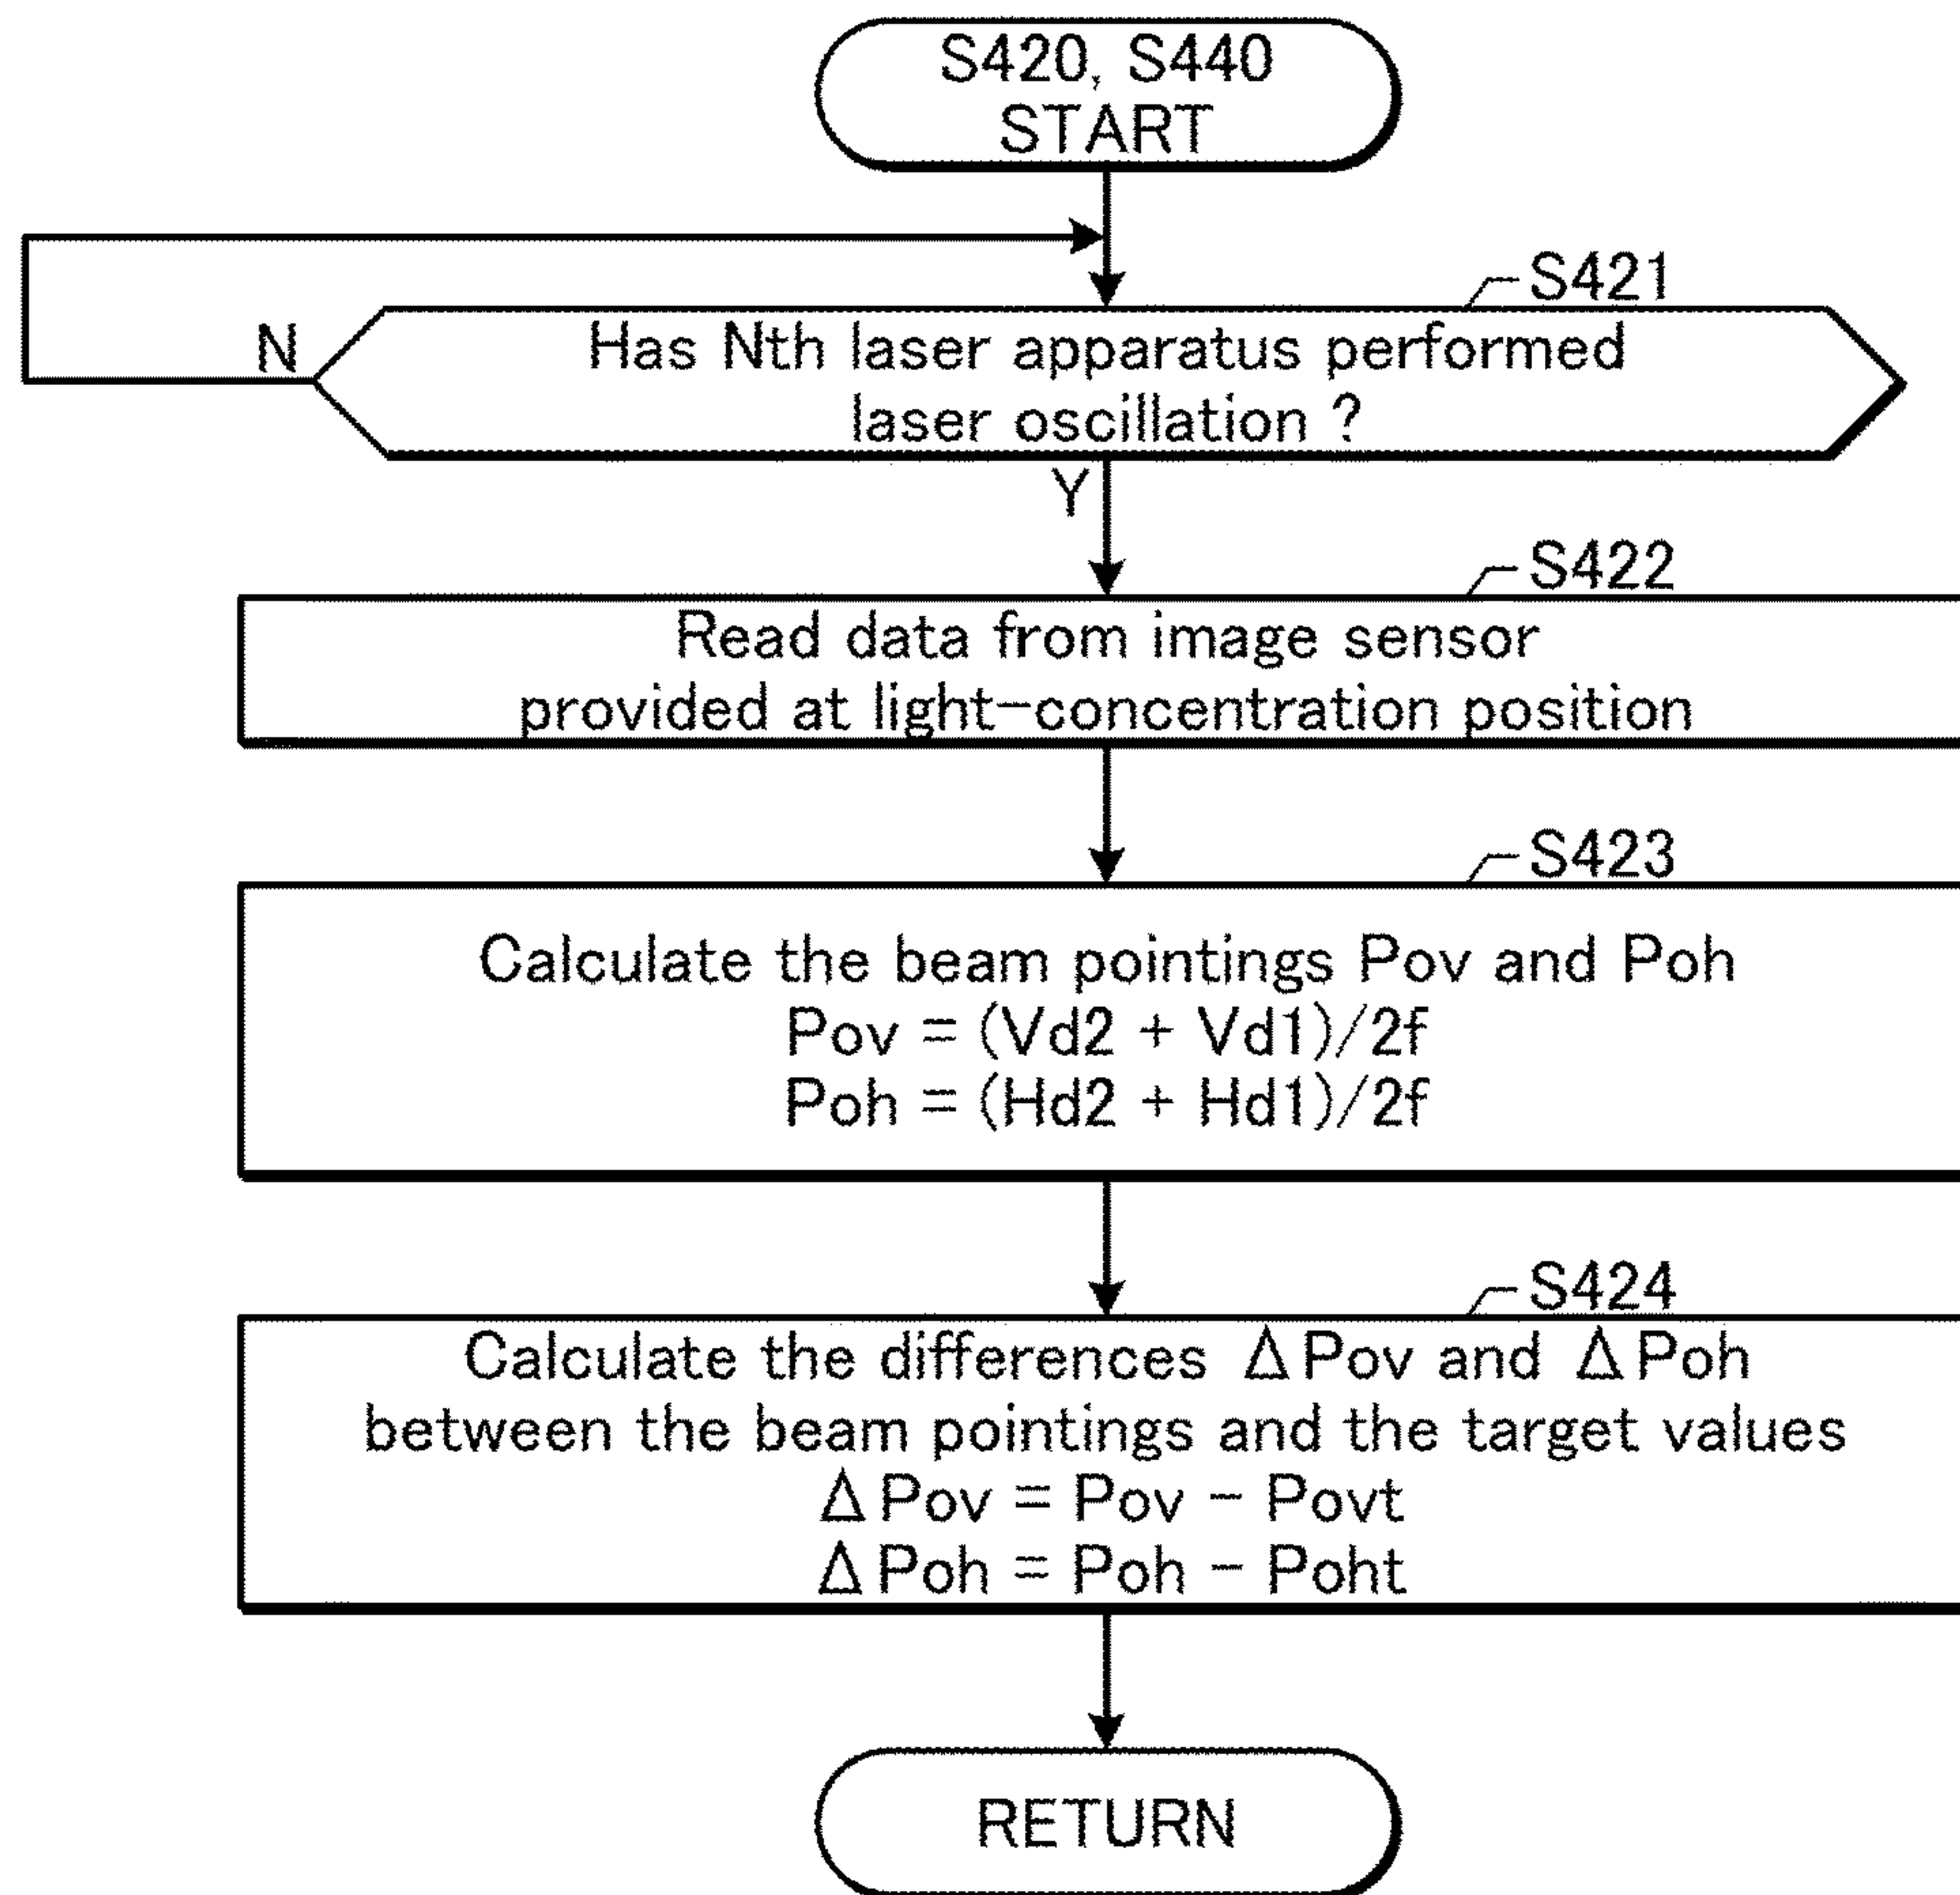 S420, S440
START
S421
N
Has Nth laser apparatus performed
laser oscillation ?
Y
S422
Read data from image sensor
provided at light-concentration position
S423
Calculate the beam pointings Pov and Poh
Pov = (Vd2 + Vd1)/2f
Poh = (Hd2 + Hd1)/2f
S424
Calculate the differences ΔPov and ΔPoh
between the beam pointings and the target values
ΔPov = Pov - Povt
ΔPoh = Poh - Poht
RETURN